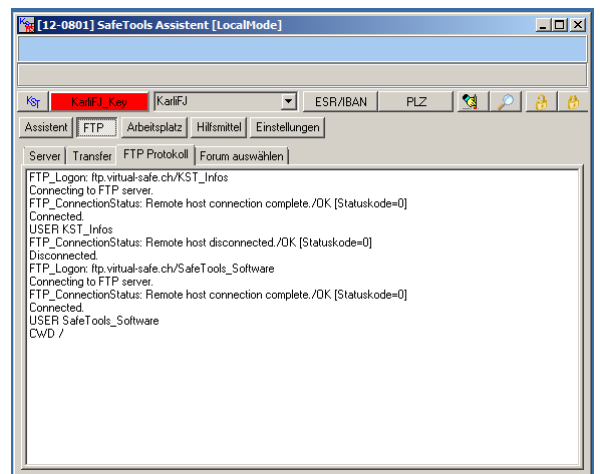 [12-0801] SafeTools Assistent [LocalMode]
KST KarliFJ_Key KarliFJ ESR/IBAN PLZ
Assistent FTP Arbeitsplatz Hilfsmittel Einstellungen
Server Transfer FTP Protokoll Forum auswählen
FTP_Logon: ftp.virtual-safe.ch/KST_Infos
Connecting to FTP server.
FTP_ConnectionStatus: Remote host connection complete./OK [Statuskode=0]
Connected.
USER KST_Infos
FTP_ConnectionStatus: Remote host disconnected./OK [Statuskode=0]
Disconnected.
FTP_Logon: ftp.virtual-safe.ch/SafeTools_Software
Connecting to FTP server.
FTP_ConnectionStatus: Remote host connection complete./OK [Statuskode=0]
Connected.
USER SafeTools_Software
CWD /